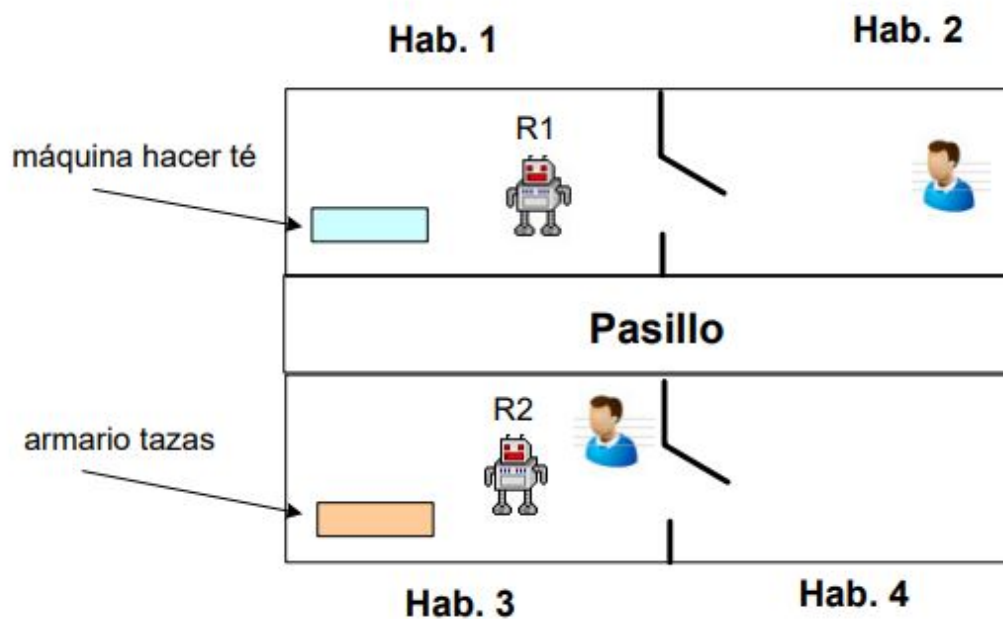 Hab. 1
Hab. 2
R1
máquina hacer té
Pasillo
R2
armario tazas
Hab. 3
Hab. 4